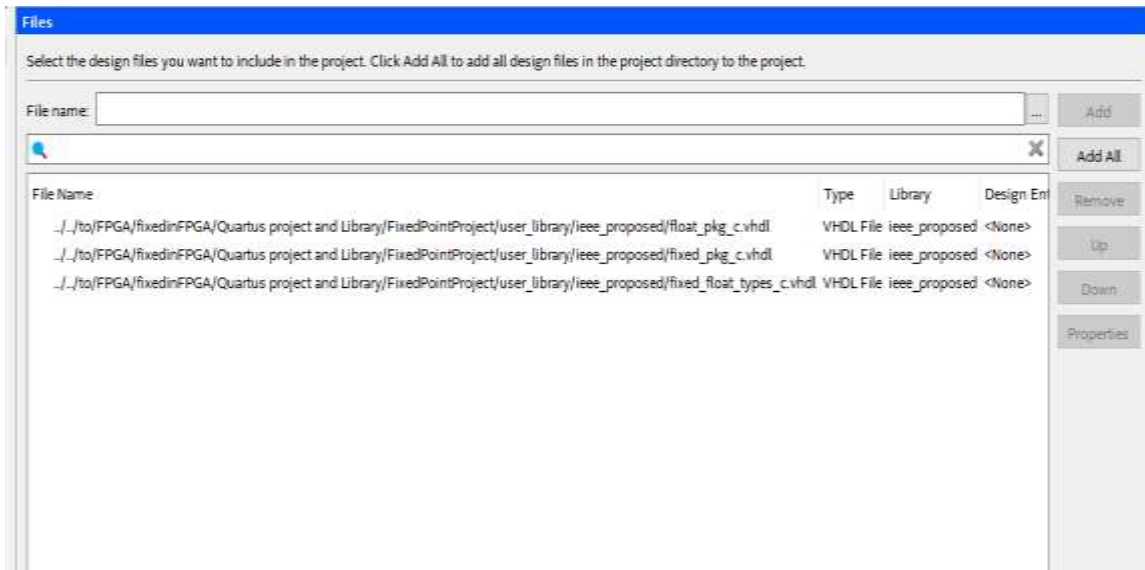 Files
Select the design files you want to include in the project. Click Add All to add all design files in the project directory to the project.
File name: ... Add
Add All
File Name Type Library Design Ent Remove
../../to/FPGA/fixedinFPGA/Quartus project and Library/FixedPointProject/user_library/ieee_proposed/float_pkg_c.vhdl VHDL File ieee_proposed <None>
Up
../../to/FPGA/fixedinFPGA/Quartus project and Library/FixedPointProject/user_library/ieee_proposed/fixed_pkg_c.vhdl VHDL File ieee_proposed <None>
../../to/FPGA/fixedinFPGA/Quartus project and Library/FixedPointProject/user_library/ieee_proposed/fixed_float_types_c.vhdl VHDL File ieee_proposed <None> Down
Properties